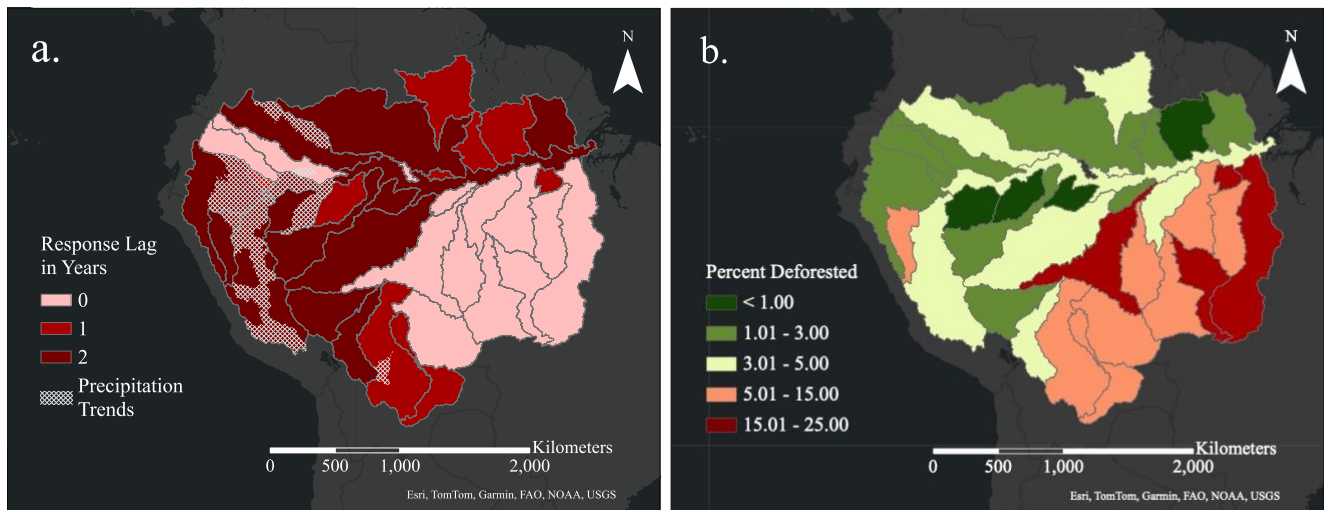 a.
N
Response Lag
in Years
0
1
2
Precipitation
Trends
Kilometers
0 500 1,000 2,000
Esri, TomTom, Garmin, FAO, NOAA, USGS
b.
N
Percent Deforested
< 1.00
1.01 - 3.00
3.01 - 5.00
5.01 - 15.00
15.01 - 25.00
Kilometers
0 500 1,000 2,000
Esri, TomTom, Garmin, FAO, NOAA, USGS